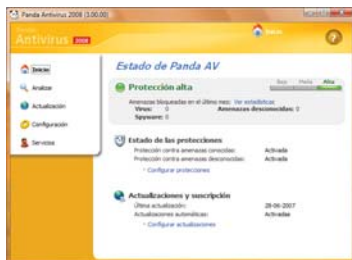 Panda Antivirus 2008 (3.00.00)
Antivirus 2008
Inicio
Inicio
Analizar
Actualización
Configuración
Servicios
Estado de Panda AV
Protección alta
Baja Media Alta
Amenazas bloqueadas en el último mes: Ver estadísticas
Virus: 0 Amenazas desconocidas: 0
Spyware: 0
Estado de las protecciones
Protección contra amenazas conocidas: Activada
Protección contra amenazas desconocidas: Activada
Configurar protecciones
Actualizaciones y suscripción
Última actualización: 28-06-2007
Actualizaciones automáticas: Activadas
Configurar actualizaciones